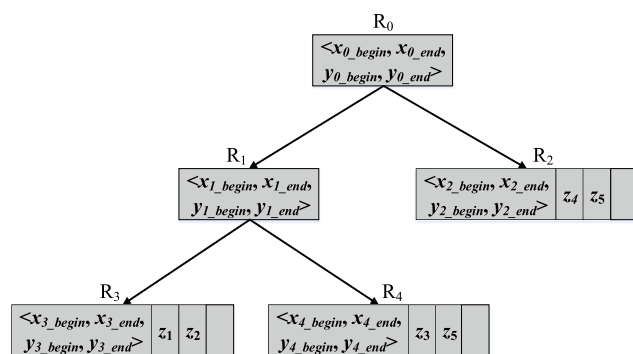 R0
<x0_begin, x0_end,
y0_begin, y0_end>
R1
<x1_begin, x1_end,
y1_begin, y1_end>
R2
<x2_begin, x2_end,
y2_begin, y2_end>
z4 z5
R3
<x3_begin, x3_end,
y3_begin, y3_end>
z1 z2
R4
<x4_begin, x4_end,
y4_begin, y4_end>
z3 z5